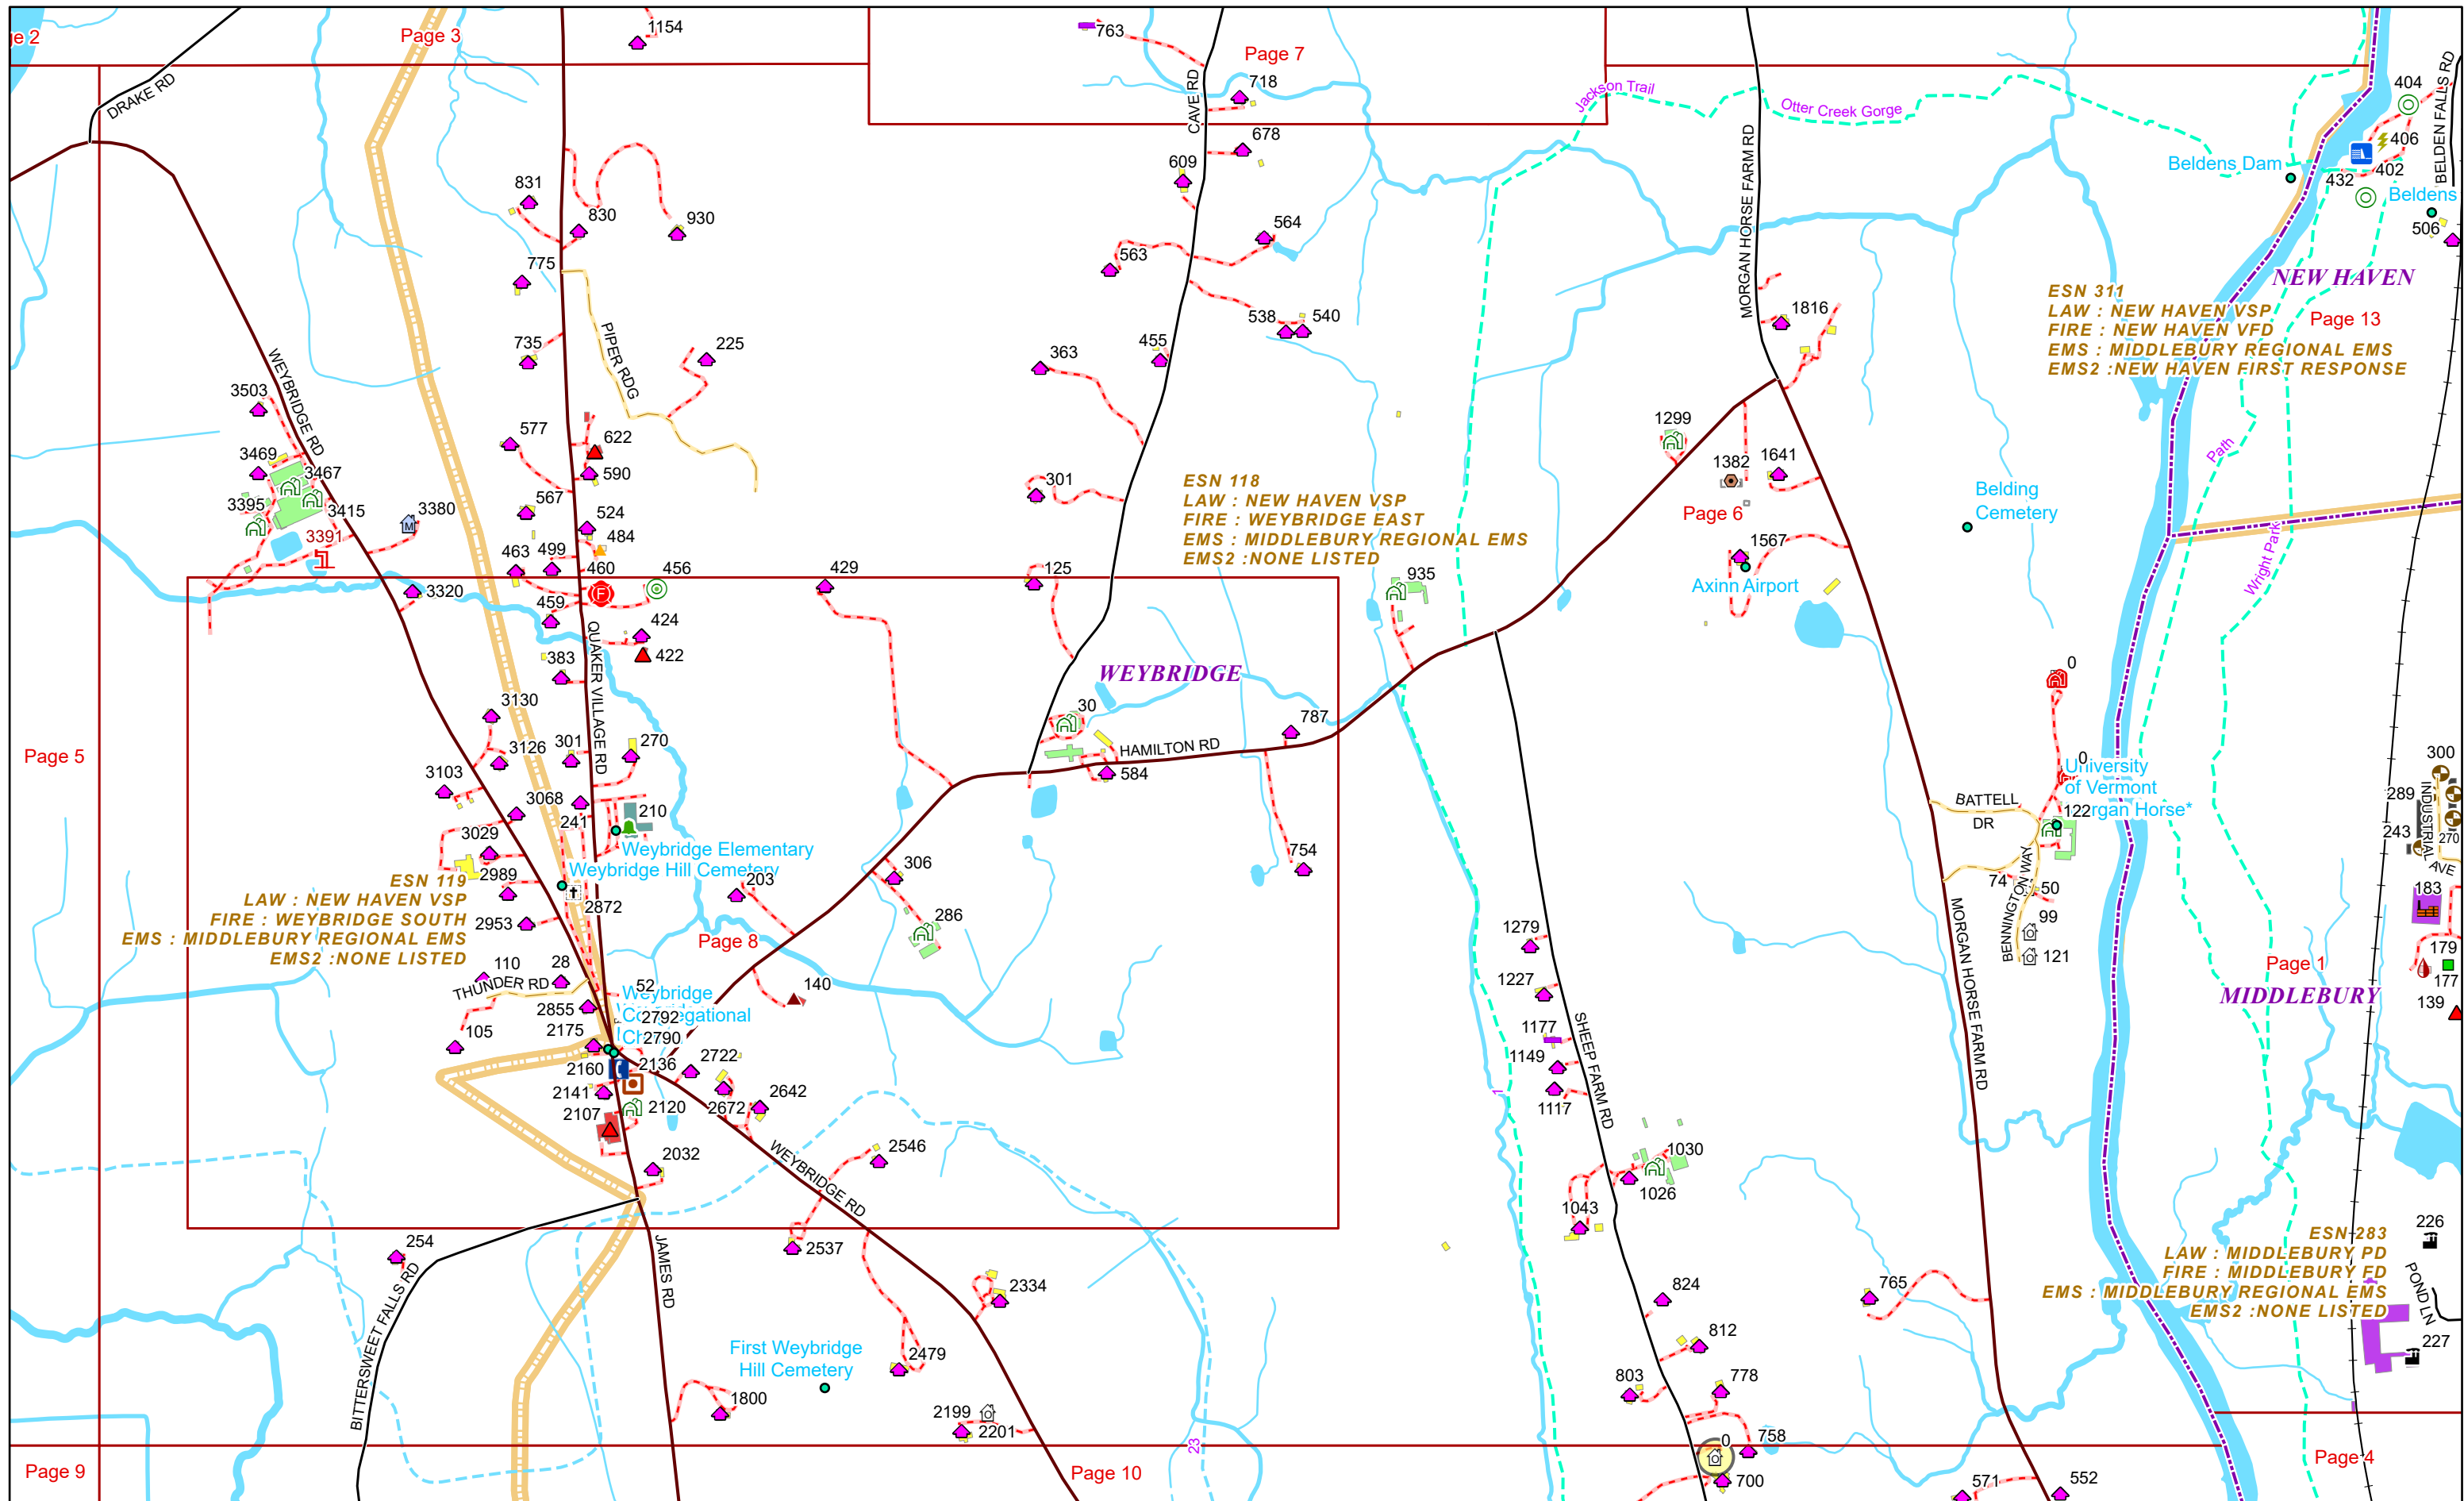 ge 2
Page 3
1154
763
Page 7
718
DRAKE RD
CAVE RD
678
609
Jackson Trail
Otter Creek Gorge
MORGAN HORSE FARM RD
BELDEN FALLS RD
404
406
402
432
Beldens Dam
Beldens
506
831
830
930
563
564
775
538
540
NEW HAVEN
ESN 311
LAW : NEW HAVEN VSP
FIRE : NEW HAVEN VFD
EMS : MIDDLEBURY REGIONAL EMS
EMS2 :NEW HAVEN FIRST RESPONSE
Page 13
1816
WEYBRIDGE RD
735
PIPER RDG
225
363
455
3503
577
622
590
1299
1382
1641
Page 6
Path
3469
3467
3395
3415
3380
3391
567
524
484
463
499
301
ESN 118
LAW : NEW HAVEN VSP
FIRE : WEYBRIDGE EAST
EMS : MIDDLEBURY REGIONAL EMS
EMS2 :NONE LISTED
Belding
Cemetery
1567
Axinn Airport
Wright Park
460
F
456
429
125
935
3320
459
424
422
383
QUAKER VILLAGE RD
WEYBRIDGE
0
3130
3126
301
270
30
787
HAMILTON RD
584
Page 5
3103
3068
241
210
3029
Weybridge Elementary
Weybridge Hill Cemetery
2989
203
306
754
0
University
of Vermont
rgan Horse*
122
BATTELL
DR
BENNINGTON WAY
74
50
99
121
300
289
243
270
INDUSTRIAL AVE
183
179
177
139
ESN 119
LAW : NEW HAVEN VSP
FIRE : WEYBRIDGE SOUTH
EMS : MIDDLEBURY REGIONAL EMS
EMS2 :NONE LISTED
2872
2953
Page 8
286
1279
1227
MORGAN HORSE FARM RD
Page 1
MIDDLEBURY
110
28
THUNDER RD
52
140
2855
Weybridge
2792
2790
2175
105
2160
2136
2722
2141
2107
2120
2672
2642
1177
1149
1117
SHEEP FARM RD
2032
2546
WEYBRIDGE RD
1030
1026
1043
254
2537
JAMES RD
BITTERSWEET FALLS RD
2334
824
765
812
226
ESN 283
LAW : MIDDLEBURY PD
FIRE : MIDDLEBURY FD
EMS : MIDDLEBURY REGIONAL EMS
EMS2 :NONE LISTED
POND LN
227
First Weybridge
Hill Cemetery
2479
1800
803
778
2199
2201
23
0
758
700
Page 9
Page 10
571
552
Page 4